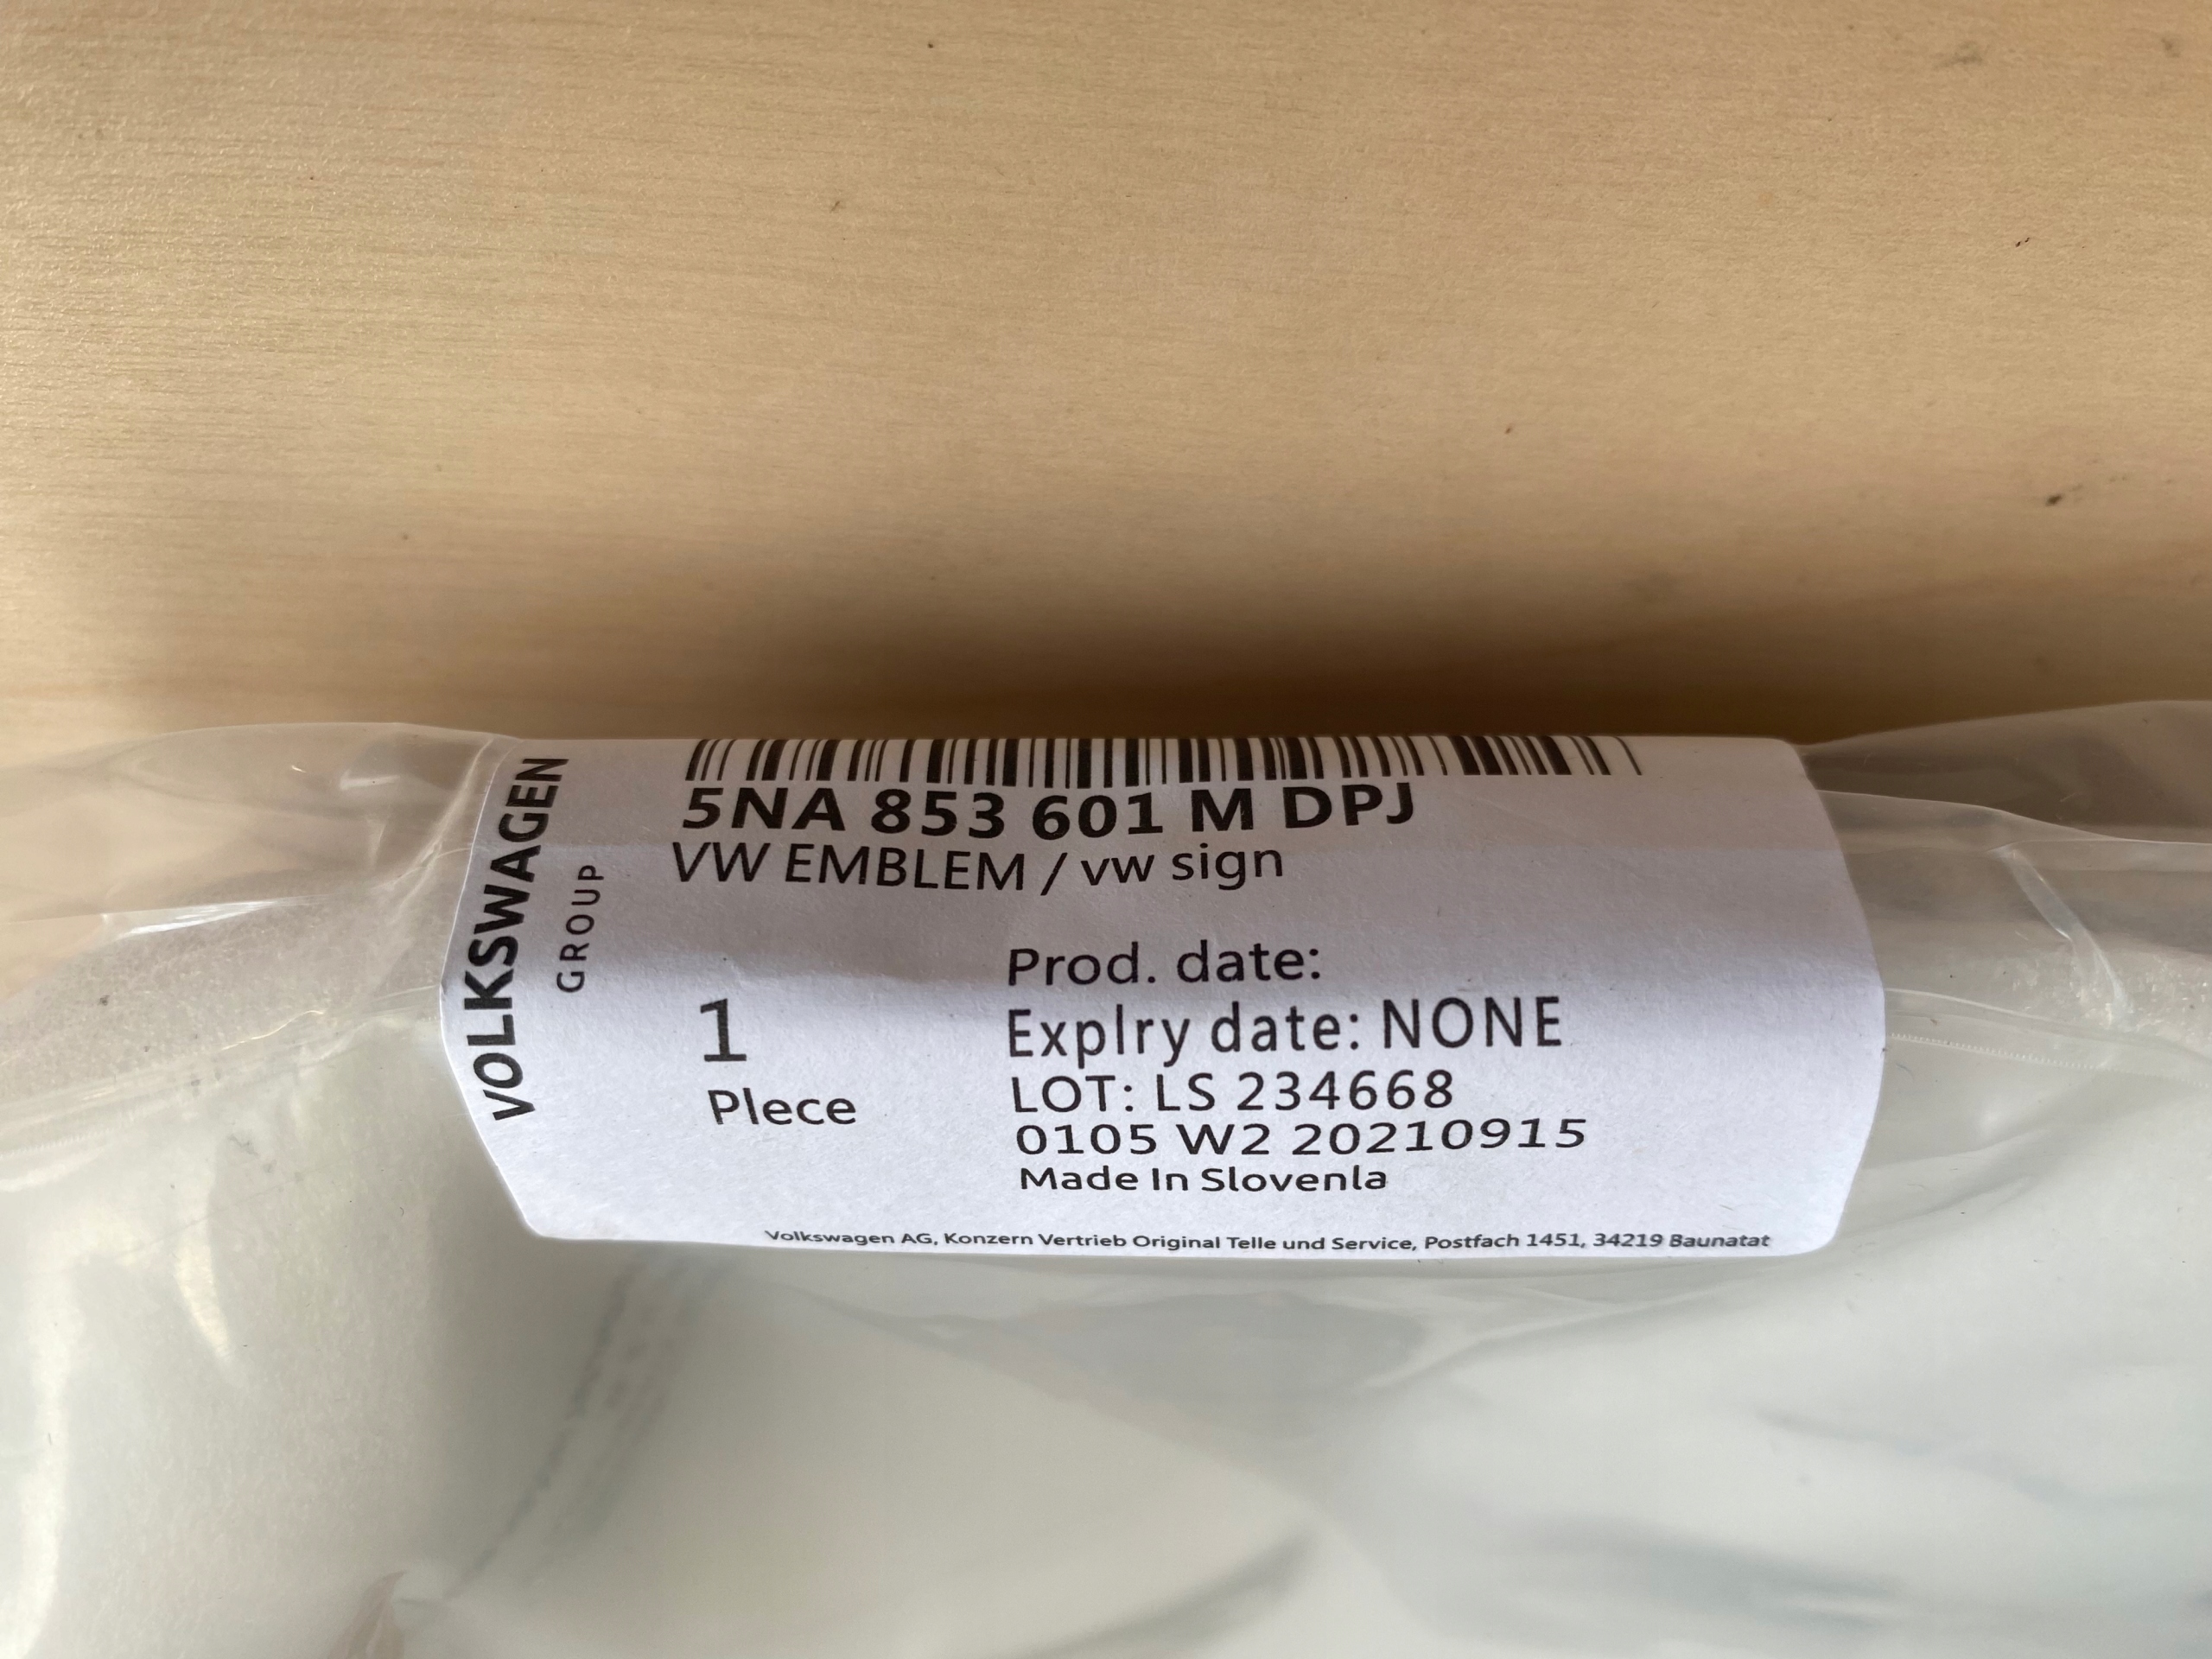 VOLKSWAGEN
GROUP
5NA 853 601 M DPJ
VW EMBLEM / vw sign
Prod. date:
Explry date: NONE
1
Plece
LOT: LS 234668
0105 W2 20210915
Made In Slovenla
Volkswagen AG, Konzern Vertrieb Original Telle und Service, Postfach 1451, 34219 Baunatat